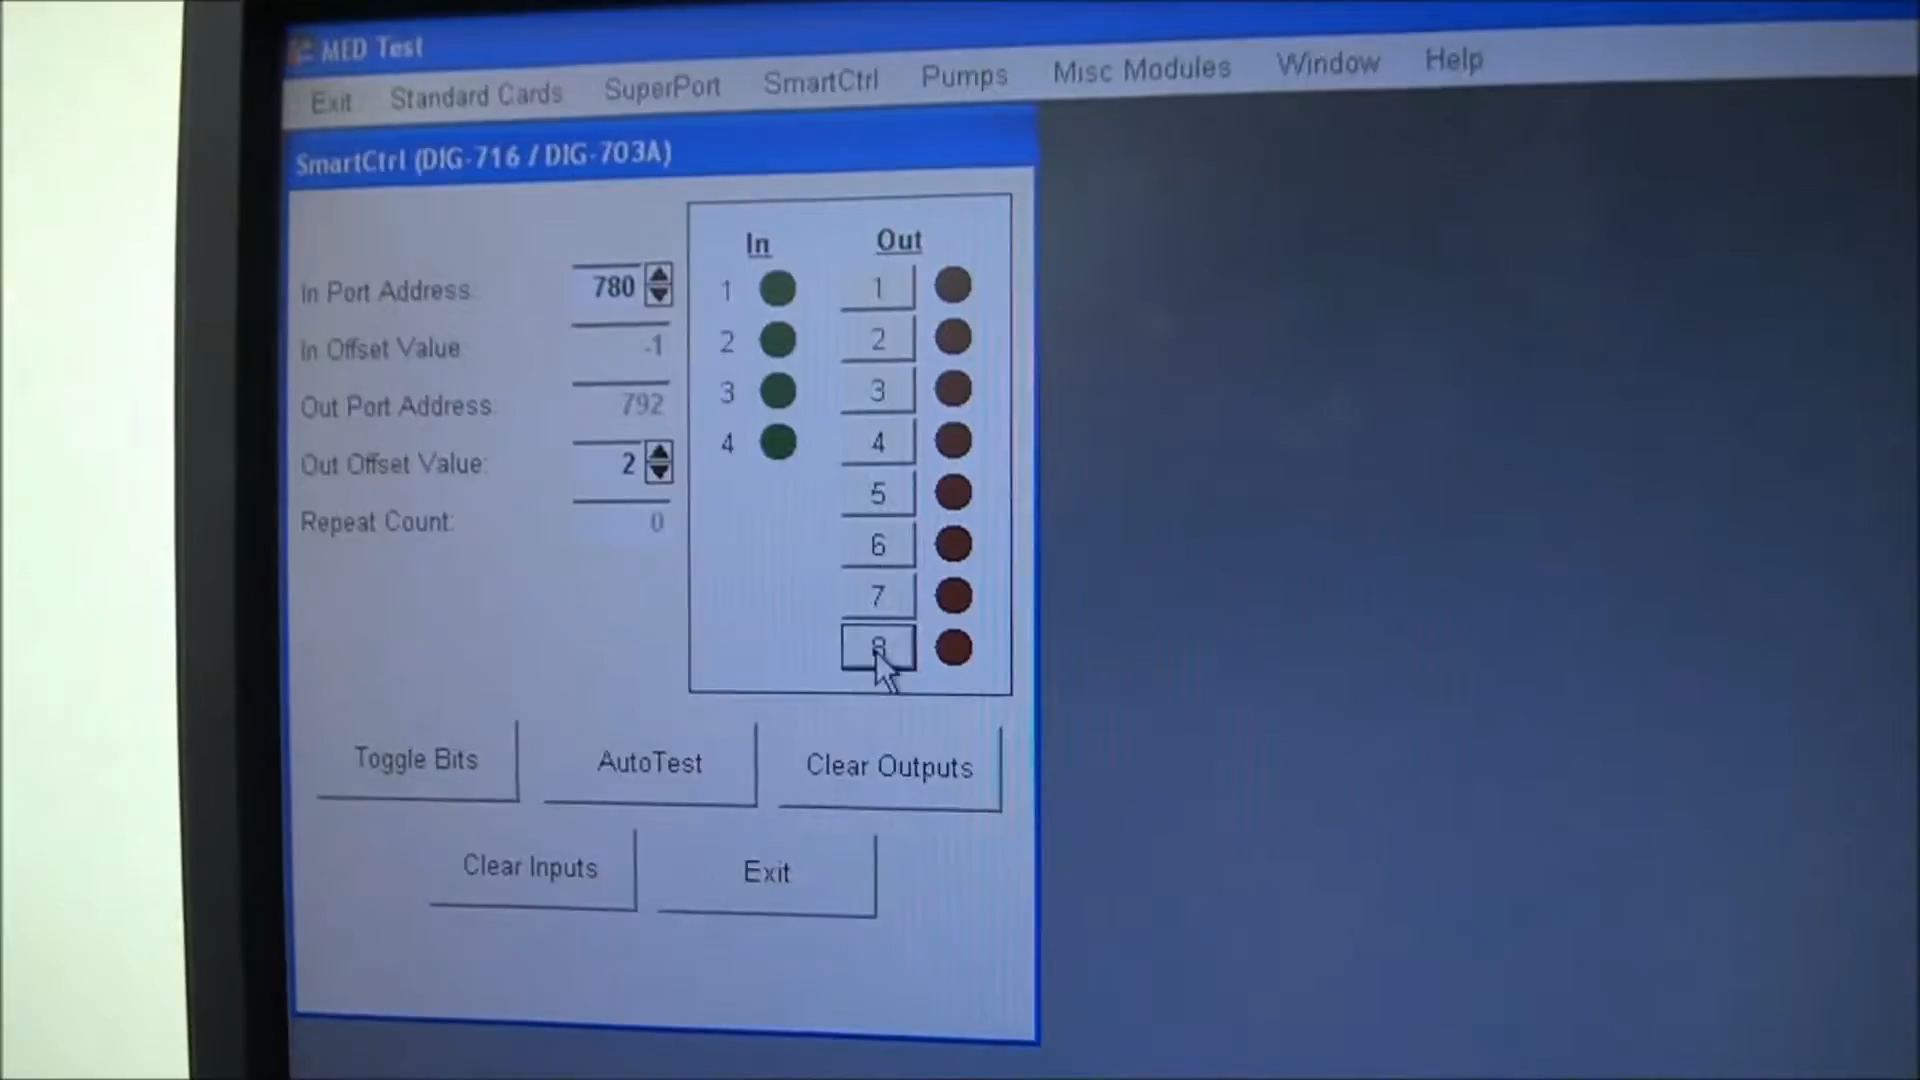 MED Test
Exit Standard Cards SuperPort SmartCtrl Pumps Misc Modules Window Help
SmartCtrl (DIG-716 / DIG-703A)
In Out
In Port Address: 780
In Offset Value -1
Out Port Address: 792
Out Offset Value: 2
Repeat Count: 0
1 1
2 2
3 3
4 4
5
6
7
8
Toggle Bits AutoTest Clear Outputs
Clear Inputs Exit